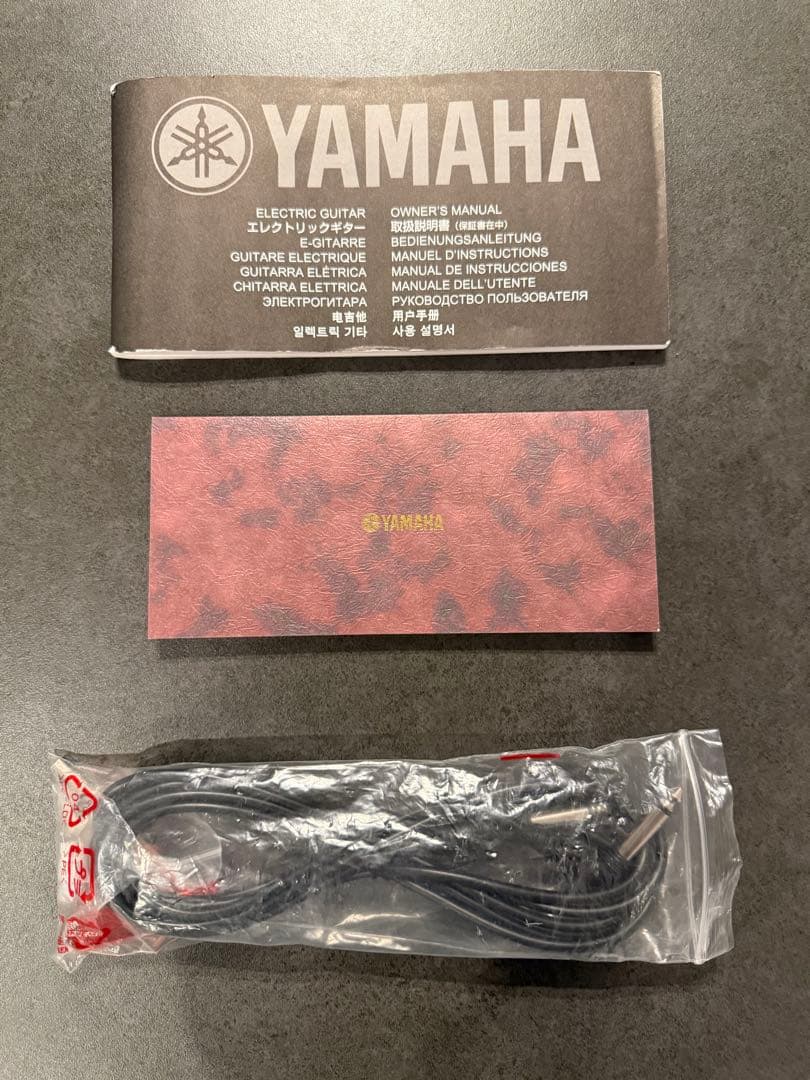 YAMAHA
ELECTRIC GUITAR OWNER'S MANUAL
エレクトリックギター 取扱説明書 (保証書在中)
E-GITARRE BEDIENUNGSANLEITUNG
GUITARE ELECTRIQUE MANUEL D'INSTRUCTIONS
GUITARRA ELÉTRICA MANUAL DE INSTRUCCIONES
CHITARRA ELETTRICA MANUALE DELL'UTENTE
ЭЛЕКТРОГИТАРА РУКОВОДСТВО ПОЛЬЗОВАТЕЛЯ
电吉他 用户手册
일렉트릭 기타 사용 설명서
YAMAHA